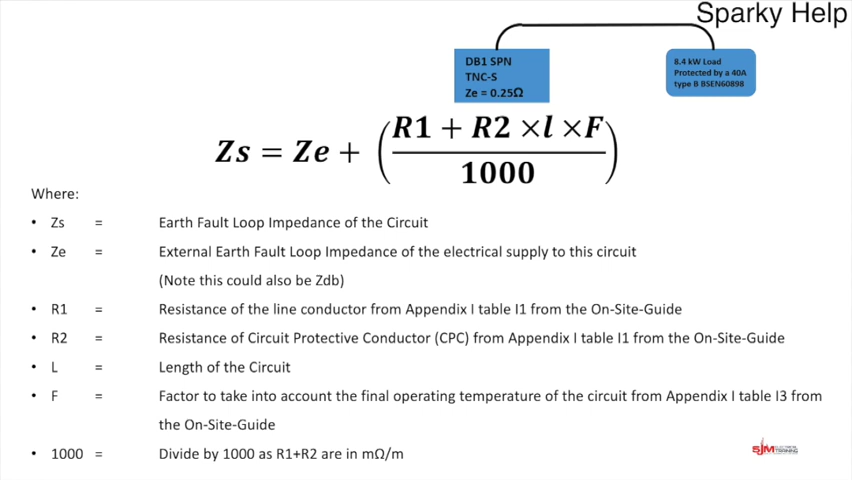 Sparky Help
DB1 SPN
TNC-S
Ze = 0.25Ω
8.4 kW Load
Protected by a 40A
type B BSEN60898
Zs = Ze + (R1 + R2 ×l ×F / 1000)
Where:
• Zs = Earth Fault Loop Impedance of the Circuit
• Ze = External Earth Fault Loop Impedance of the electrical supply to this circuit
(Note this could also be Zdb)
• R1 = Resistance of the line conductor from Appendix I table I1 from the On-Site-Guide
• R2 = Resistance of Circuit Protective Conductor (CPC) from Appendix I table I1 from the On-Site-Guide
• L = Length of the Circuit
• F = Factor to take into account the final operating temperature of the circuit from Appendix I table I3 from
the On-Site-Guide
• 1000 = Divide by 1000 as R1+R2 are in mΩ/m
SJM
TRAINING